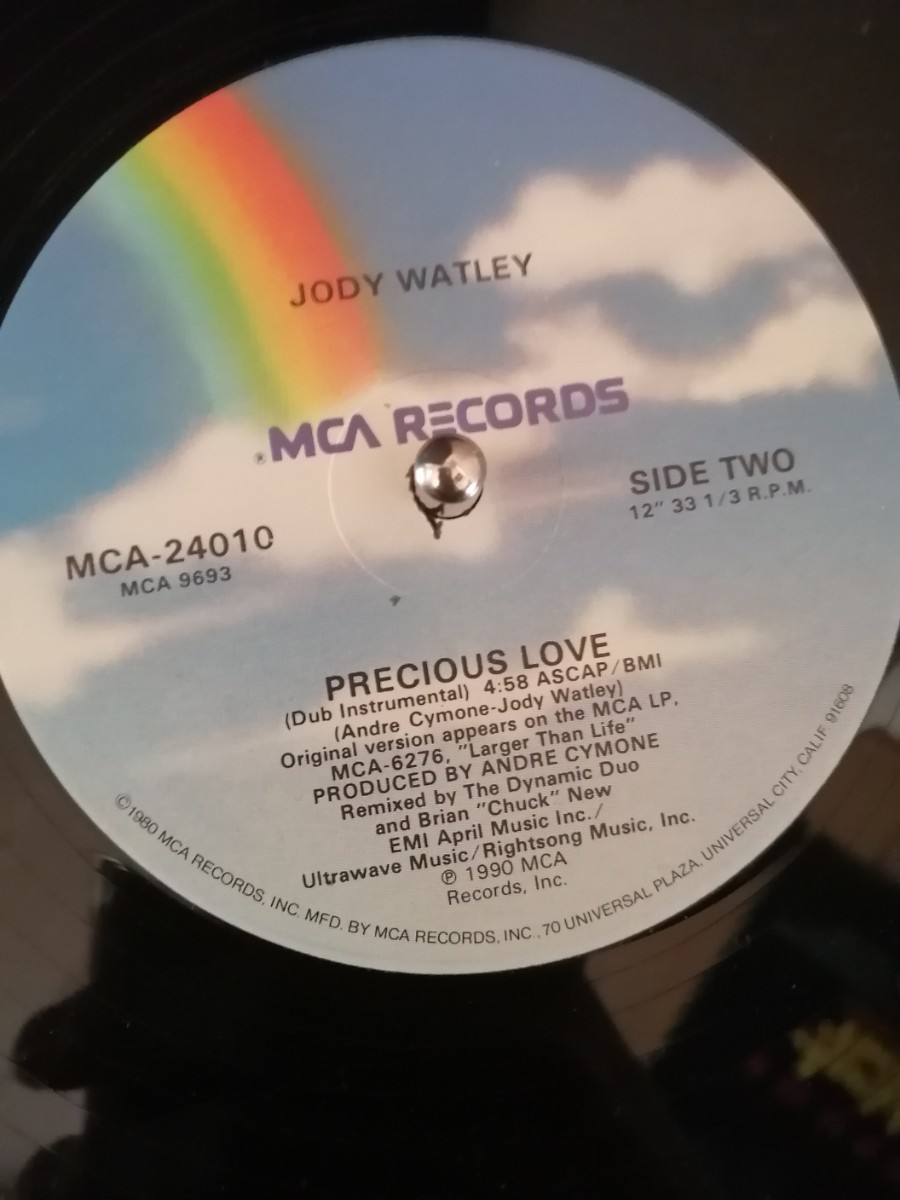 JODY WATLEY
®MCA RECORDS
SIDE TWO
12" 33 1/3 R.P.M.
MCA-24010
MCA 9693
PRECIOUS LOVE
(Dub Instrumental) 4:58 ASCAP/BMI
(Andre Cymone-Jody Watley)
Original version appears on the MCA LP,
MCA-6276, "Larger Than Life"
PRODUCED BY ANDRE CYMONE
Remixed by The Dynamic Duo
and Brian "Chuck" New
EMI April Music Inc./
Ultrawave Music/Rightsong Music, Inc.
℗ 1990 MCA
Records, Inc.
©1980 MCA RECORDS, INC. MFD. BY MCA RECORDS, INC., 70 UNIVERSAL PLAZA, UNIVERSAL CITY, CALIF. 91608